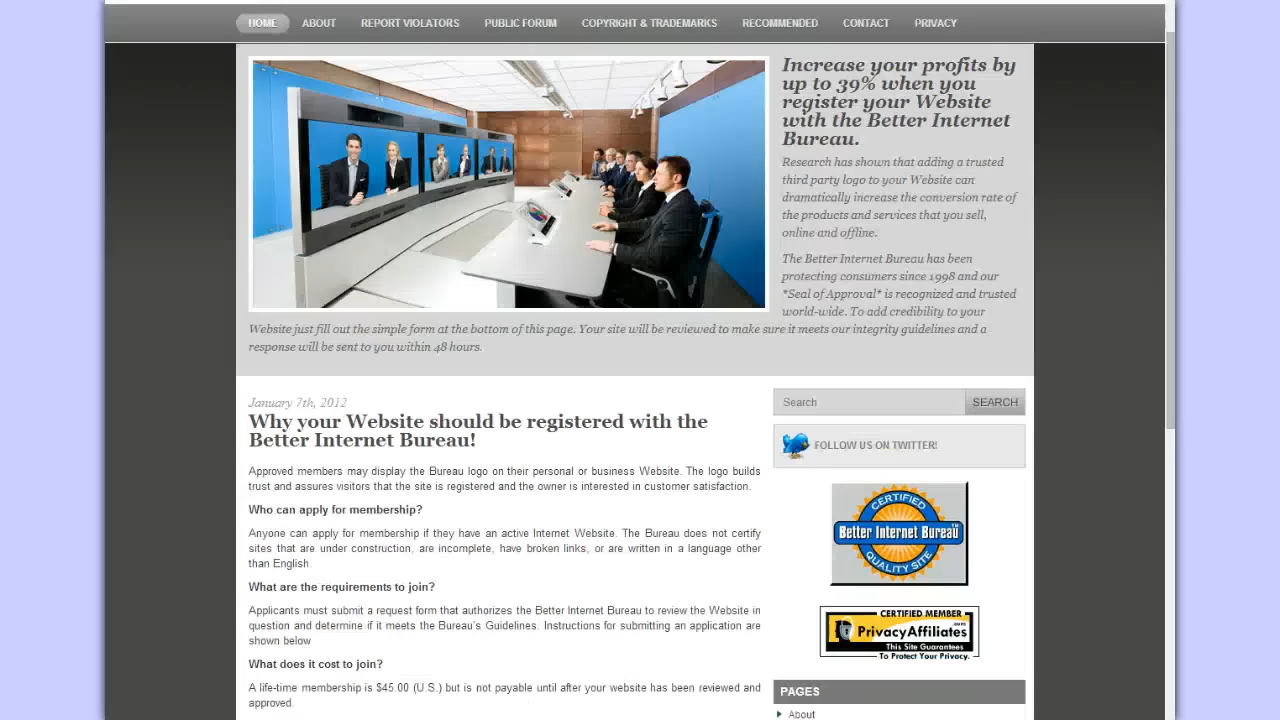 HOME ABOUT REPORT VIOLATORS PUBLIC FORUM COPYRIGHT & TRADEMARKS RECOMMENDED CONTACT PRIVACY
Increase your profits by
up to 39% when you
register your Website
with the Better Internet
Bureau.
Research has shown that adding a trusted
third party logo to your Website can
dramatically increase the conversion rate of
the products and services that you sell,
online and offline.
The Better Internet Bureau has been
protecting consumers since 1998 and our
*Seal of Approval* is recognized and trusted
world-wide. To add credibility to your
Website just fill out the simple form at the bottom of this page. Your site will be reviewed to make sure it meets our integrity guidelines and a
response will be sent to you within 48 hours.
January 7th, 2012
Why your Website should be registered with the
Better Internet Bureau!
Approved members may display the Bureau logo on their personal or business Website. The logo builds
trust and assures visitors that the site is registered and the owner is interested in customer satisfaction.
Who can apply for membership?
Anyone can apply for membership if they have an active Internet Website. The Bureau does not certify
sites that are under construction, are incomplete, have broken links, or are written in a language other
than English.
What are the requirements to join?
Applicants must submit a request form that authorizes the Better Internet Bureau to review the Website in
question and determine if it meets the Bureau's Guidelines. Instructions for submitting an application are
shown below
What does it cost to join?
A life-time membership is $45.00 (U.S.) but is not payable until after your website has been reviewed and
approved.
Search SEARCH
FOLLOW US ON TWITTER!
CERTIFIED
Better Internet Bureau™
QUALITY SITE
CERTIFIED MEMBER
PrivacyAffiliates.com
This Site Guarantees
To Protect Your Privacy.
PAGES
About